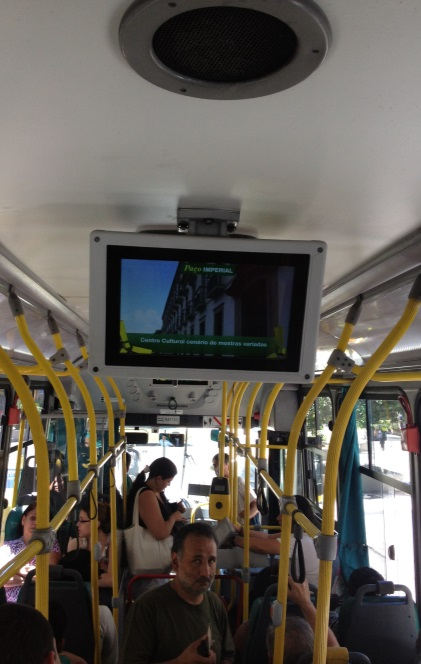 Paço IMPERIAL
Centro Cultural cenário de mostras variadas